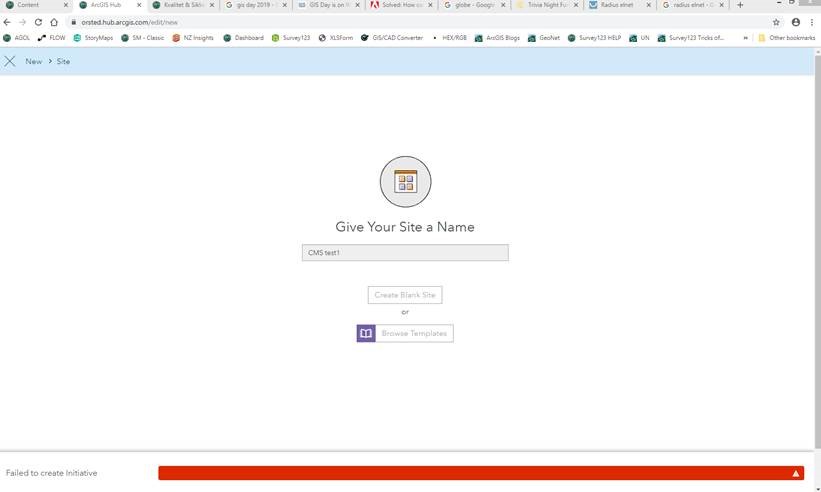 Content
ArcGIS Hub
Kvalitet & Sikke
gis day 2019 -
GIS Day is on
Solved: How co
globe - Google
Trivia Night Fu
Radius elnet
radius elnet - G
orsted.hub.arcgis.com/edit/new
AGOL FLOW StoryMaps SM - Classic NZ Insights Dashboard Survey123 XLSForm GIS/CAD Converter HEX/RGB ArcGIS Blogs GeoNet Survey123 HELP UN Survey123 Tricks of... » Other bookmarks
New > Site
Give Your Site a Name
CMS test1
Create Blank Site
or
Browse Templates
Failed to create Initiative